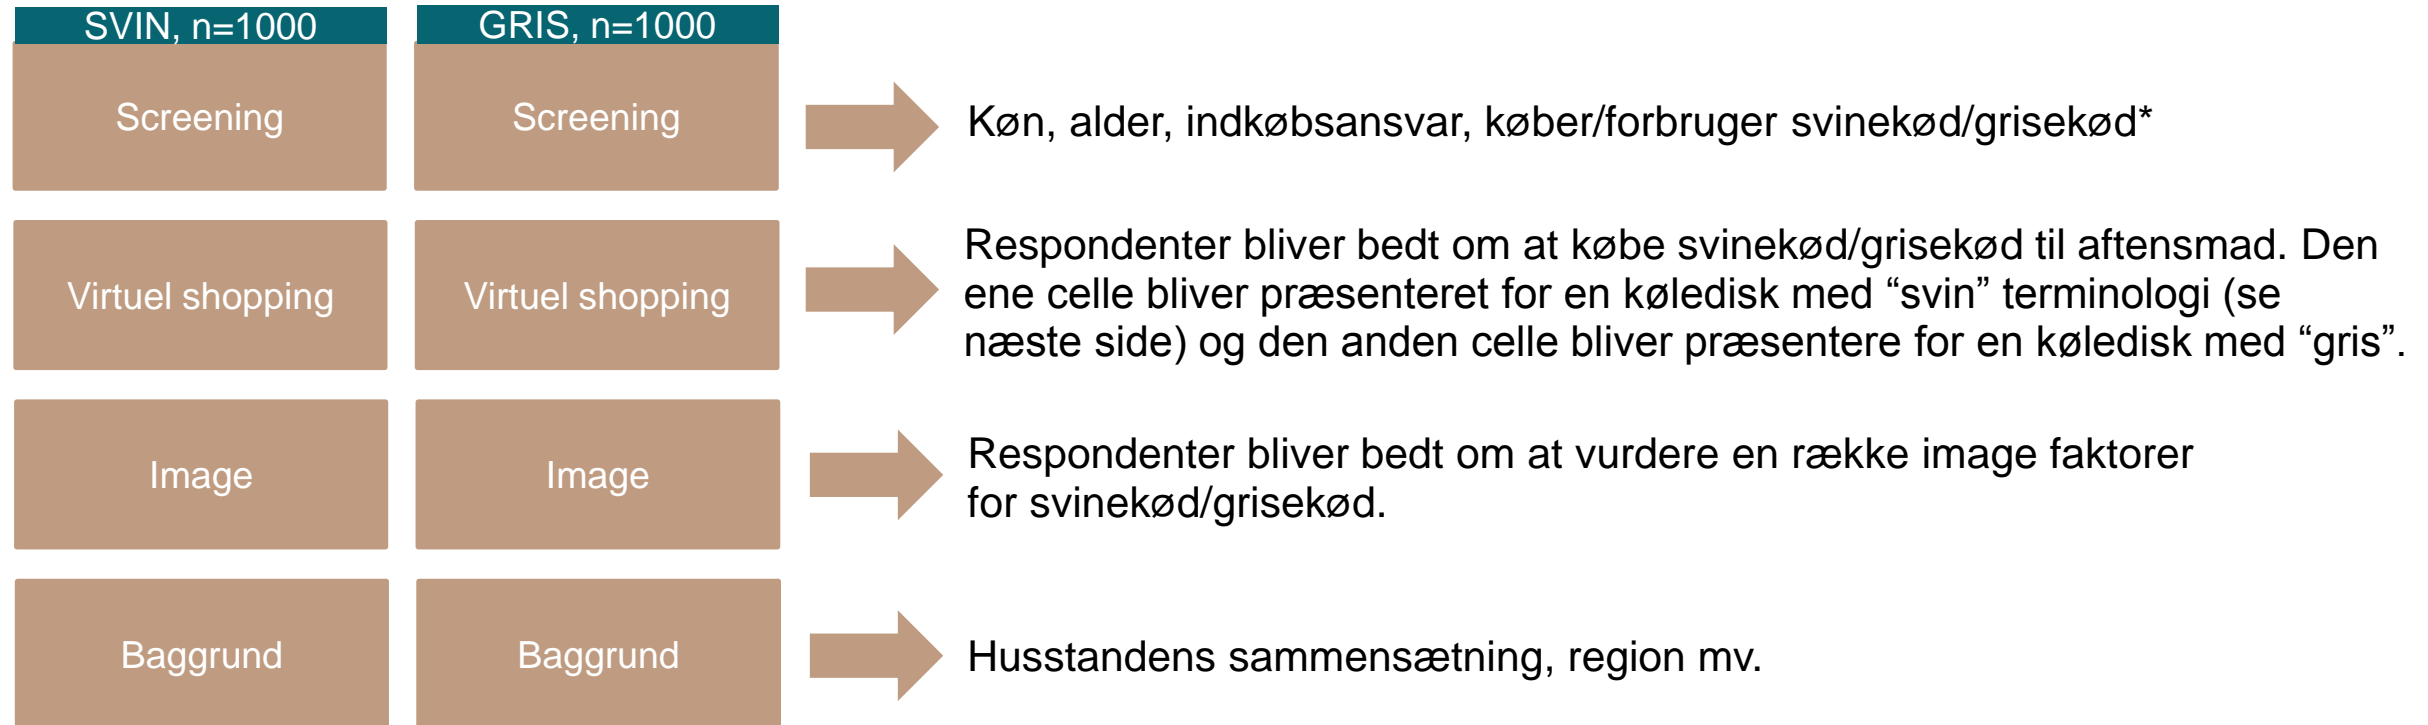 SVIN, n=1000
GRIS, n=1000
Screening
Screening
Køn, alder, indkøbsansvar, køber/forbruger svinekød/grisekød*
Virtuel shopping
Virtuel shopping
Respondenter bliver bedt om at købe svinekød/grisekød til aftensmad. Den
ene celle bliver præsenteret for en køledisk med “svin” terminologi (se
næste side) og den anden celle bliver præsentere for en køledisk med “gris”.
Image
Image
Respondenter bliver bedt om at vurdere en række image faktorer
for svinekød/grisekød.
Baggrund
Baggrund
Husstandens sammensætning, region mv.